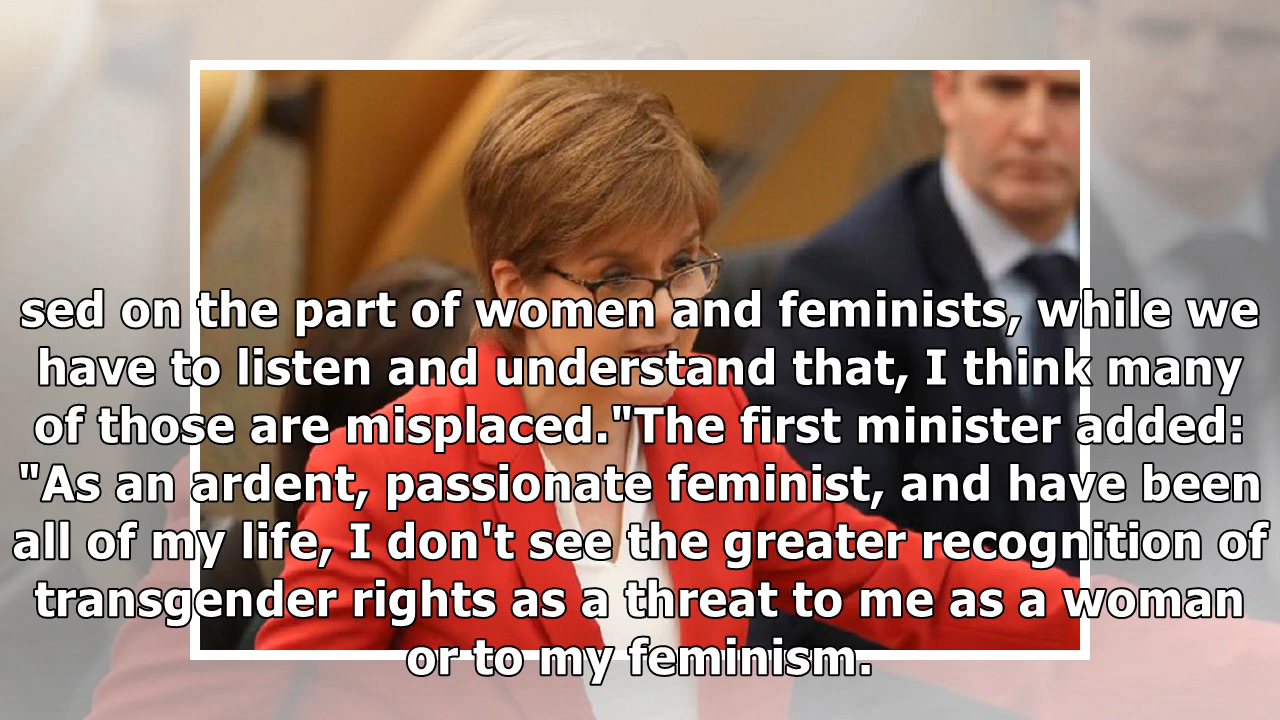 sed on the part of women and feminists, while we
have to listen and understand that, I think many
of those are misplaced."The first minister added:
"As an ardent, passionate feminist, and have been
all of my life, I don't see the greater recognition of
transgender rights as a threat to me as a woman
or to my feminism.